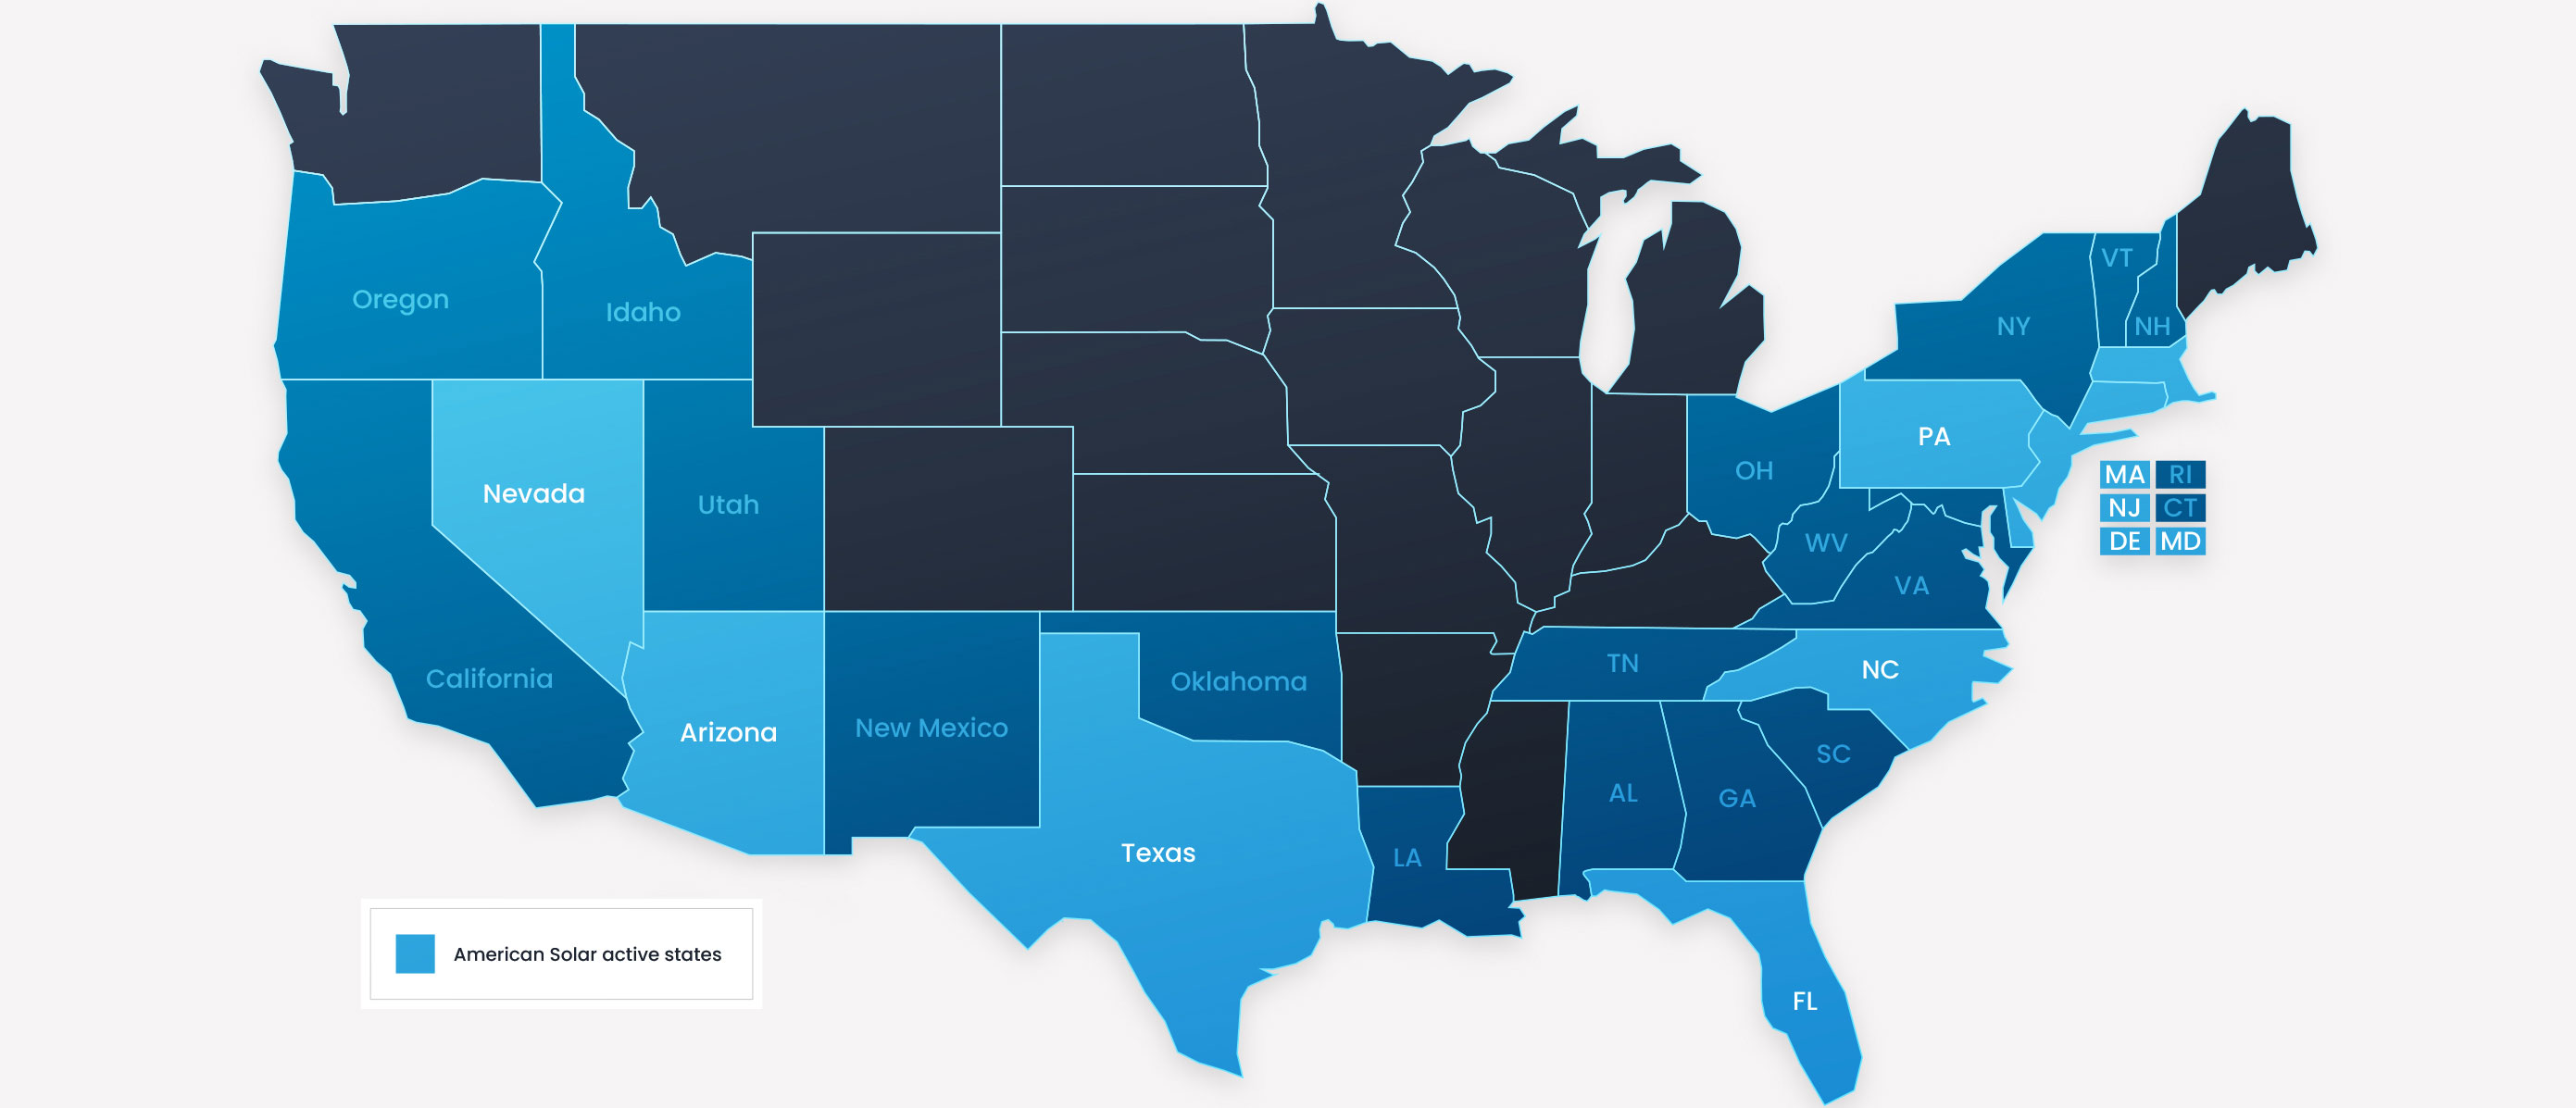 VT
Oregon
Idaho
NY
NH
PA
OH
MA
RI
Nevada
Utah
NJ
CT
WV
DE
MD
VA
TN
NC
California
Oklahoma
New Mexico
Arizona
SC
AL
GA
Texas
LA
American Solar active states
FL